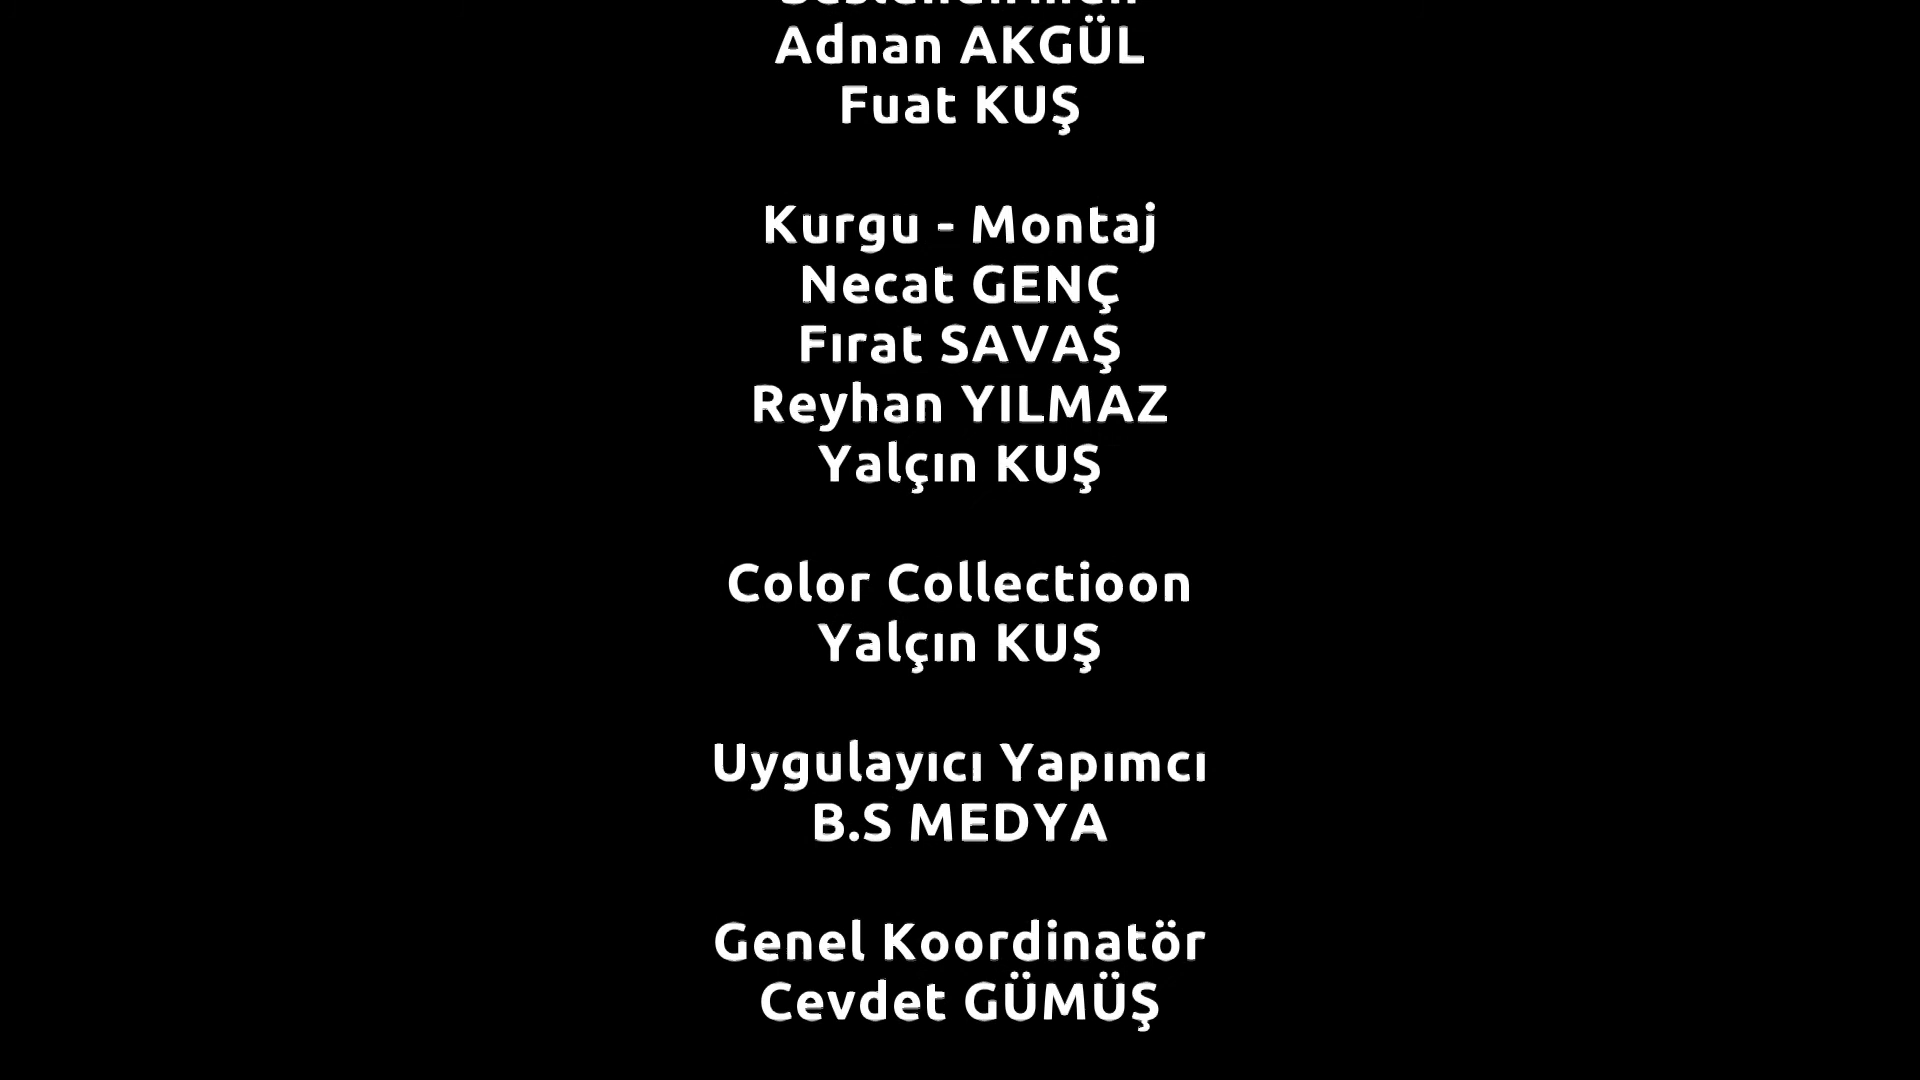 Adnan AKGÜL
Fuat KUŞ
Kurgu - Montaj
Necat GENÇ
Fırat SAVAŞ
Reyhan YILMAZ
Yalçın KUŞ
Color Collectioon
Yalçın KUŞ
Uygulayıcı Yapımcı
B.S MEDYA
Genel Koordinatör
Cevdet GÜMÜŞ